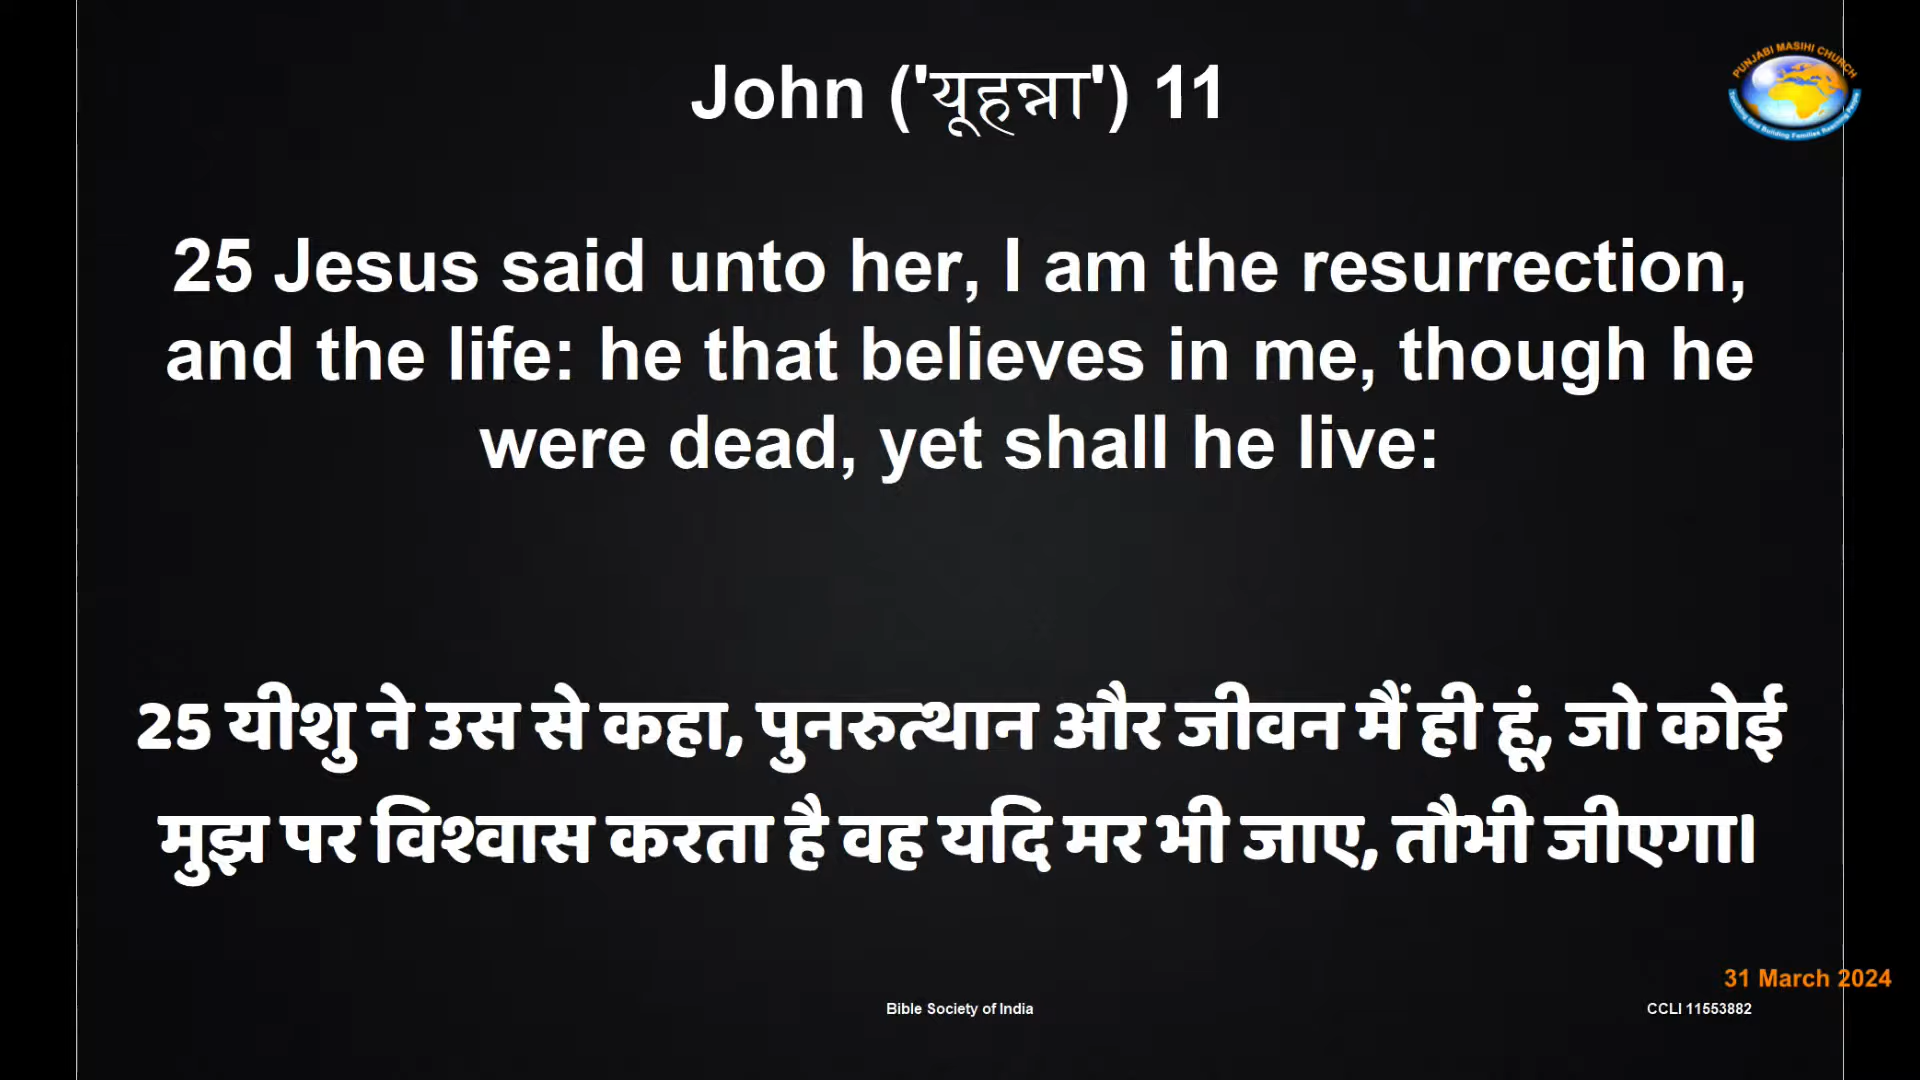 John ('यूहन्ना') 11
PUNJABI MASIHI CHURCH
25 Jesus said unto her, I am the resurrection,
and the life: he that believes in me, though he
were dead, yet shall he live:
25 यीशु ने उस से कहा, पुनरुत्थान और जीवन मैं ही हूं, जो कोई
मुझ पर विश्वास करता है वह यदि मर भी जाए, तौभी जीएगा।
31 March 2024
Bible Society of India
CCLI 11553882